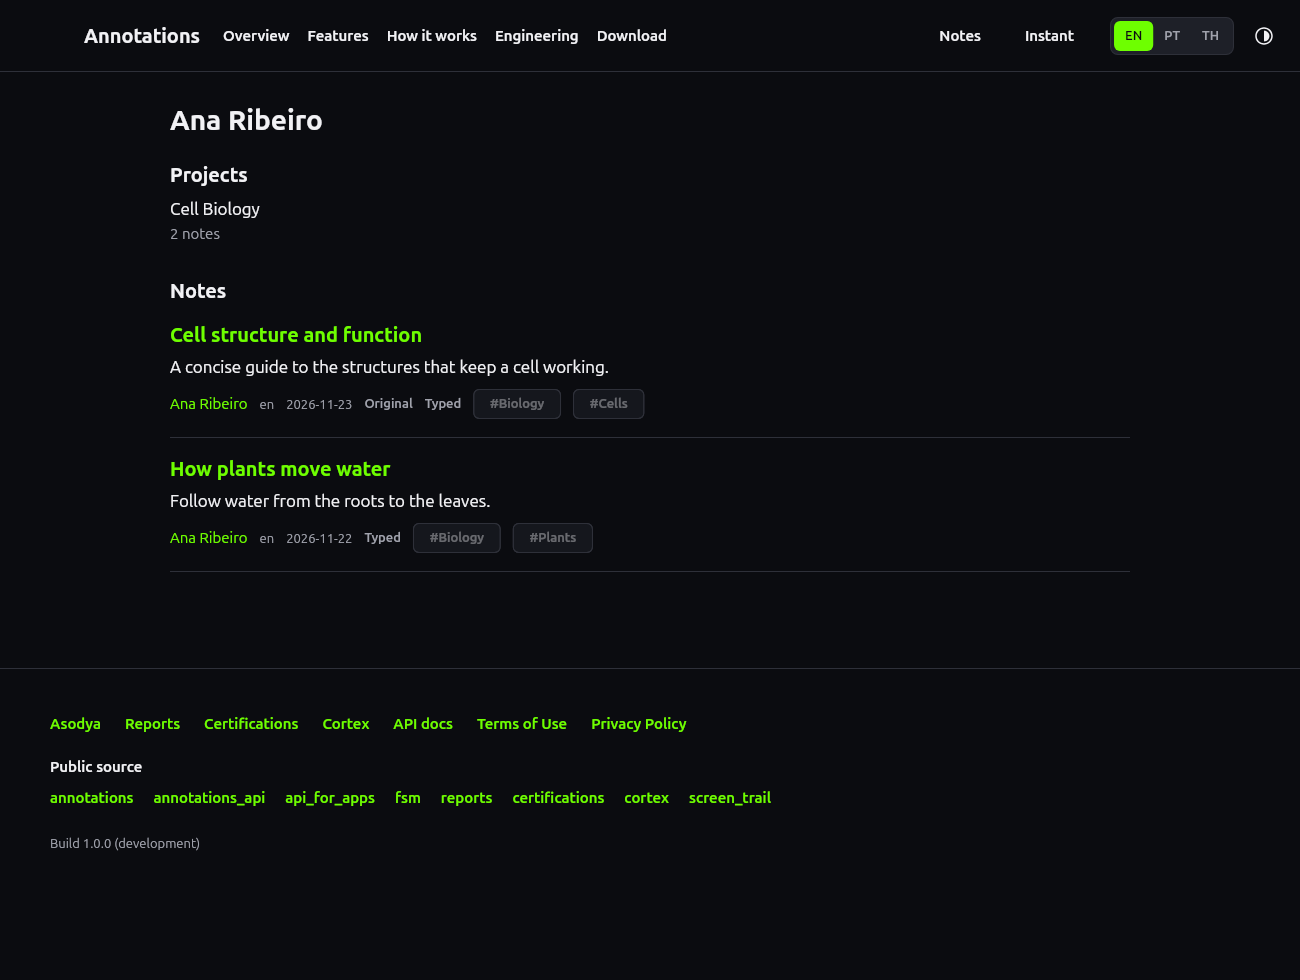 Annotations Overview Features How it works Engineering Download Notes Instant EN PT TH
Ana Ribeiro
Projects
Cell Biology
2 notes
Notes
Cell structure and function
A concise guide to the structures that keep a cell working.
Ana Ribeiro en 2026-11-23 Original Typed #Biology #Cells
How plants move water
Follow water from the roots to the leaves.
Ana Ribeiro en 2026-11-22 Typed #Biology #Plants
Asodya Reports Certifications Cortex API docs Terms of Use Privacy Policy
Public source
annotations annotations_api api_for_apps fsm reports certifications cortex screen_trail
Build 1.0.0 (development)